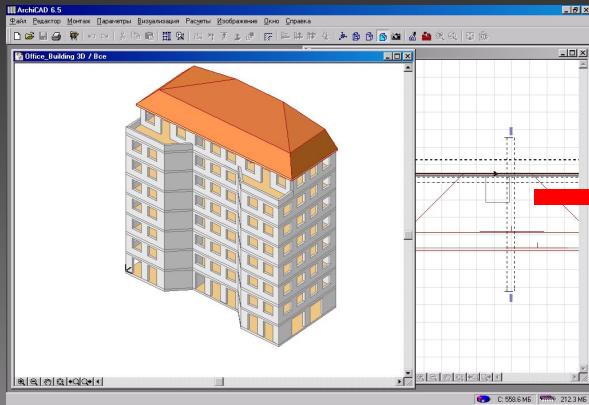 ArchiCAD 6.5
Файл Редактор Монтаж Параметры Визуализация Расчеты Изображение Окно Справка
Office_Building 3D / Все
C: 558.6 МБ 212.3 МБ